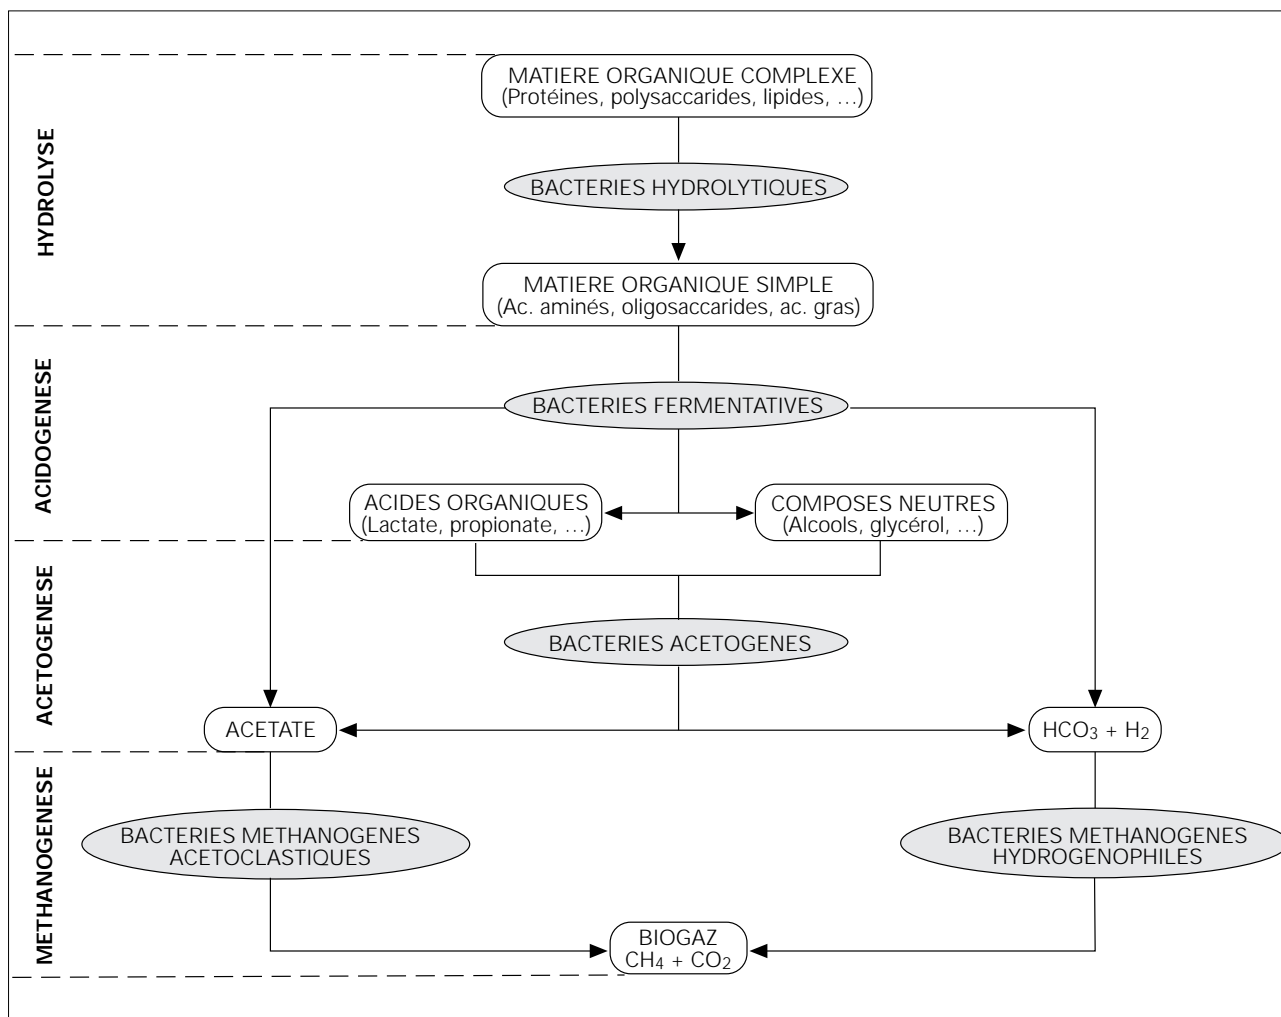 HYDROLYSE
MATIERE ORGANIQUE COMPLEXE
(Protéines, polysaccarides, lipides, …)
BACTERIES HYDROLYTIQUES
MATIERE ORGANIQUE SIMPLE
(Ac. aminés, oligosaccarides, ac. gras)
ACIDOGENESE
BACTERIES FERMENTATIVES
ACIDES ORGANIQUES
(Lactate, propionate, …)
COMPOSES NEUTRES
(Alcools, glycérol, …)
ACETOGENESE
BACTERIES ACETOGENES
ACETATE
HCO3 + H2
METHANOGENESE
BACTERIES METHANOGENES
ACETOCLASTIQUES
BACTERIES METHANOGENES
HYDROGENOPHILES
BIOGAZ
CH4 + CO2